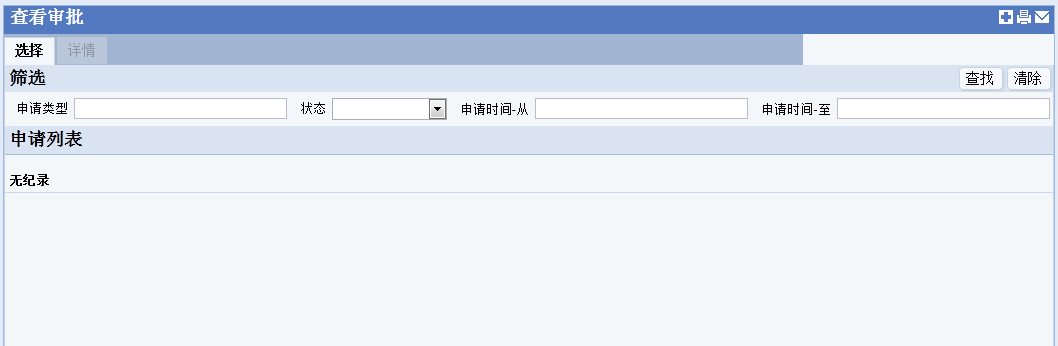 查看审批
选择 详情
筛选 查找 清除
申请类型 状态 申请时间-从 申请时间-至
申请列表
无纪录